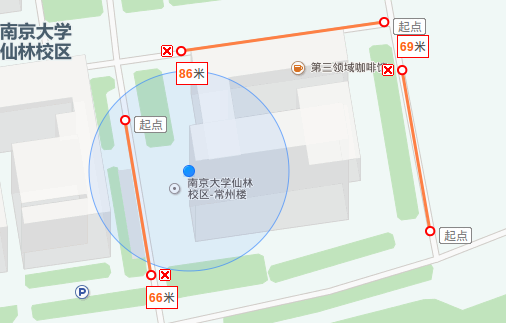 南京大学
仙林校区
起点
69米
86米
第三领域咖啡馆
起点
南京大学仙林
校区-常州楼
起点
P
66米